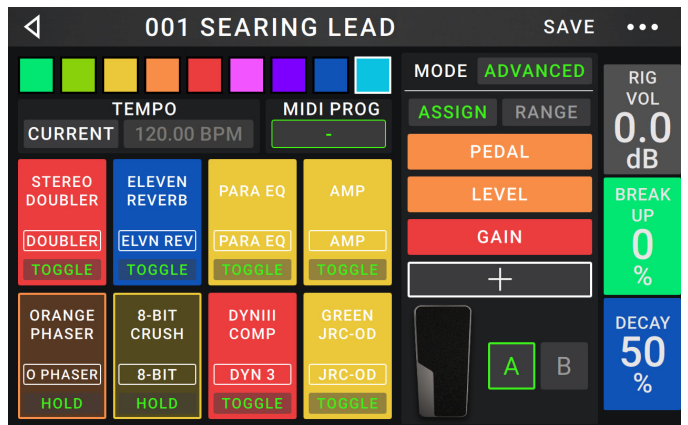 001 SEARING LEAD
SAVE
TEMPO
MIDI PROG
CURRENT
120.00 BPM
-
STEREO
DOUBLER
DOUBLER
TOGGLE
ELEVEN
REVERB
ELVN REV
TOGGLE
PARA EQ
PARA EQ
TOGGLE
AMP
AMP
TOGGLE
ORANGE
PHASER
O PHASER
HOLD
8-BIT
CRUSH
8-BIT
HOLD
DYNIII
COMP
DYN 3
TOGGLE
GREEN
JRC-OD
JRC-OD
TOGGLE
MODE
ADVANCED
ASSIGN
RANGE
PEDAL
LEVEL
GAIN
+
A
B
RIG
VOL
0.0
dB
BREAK
UP
0
%
DECAY
50
%